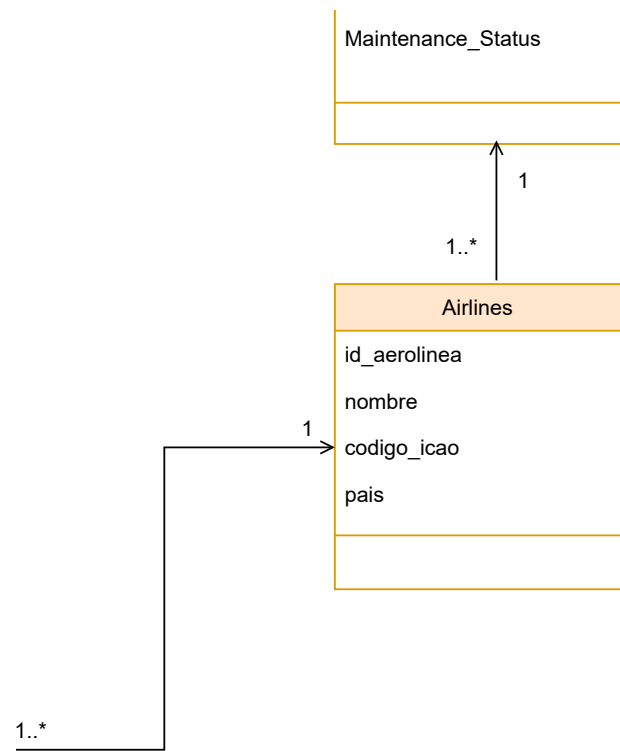 Maintenance_Status
1
1..*
Airlines
id_aerolinea
nombre
1
codigo_icao
pais
1..*